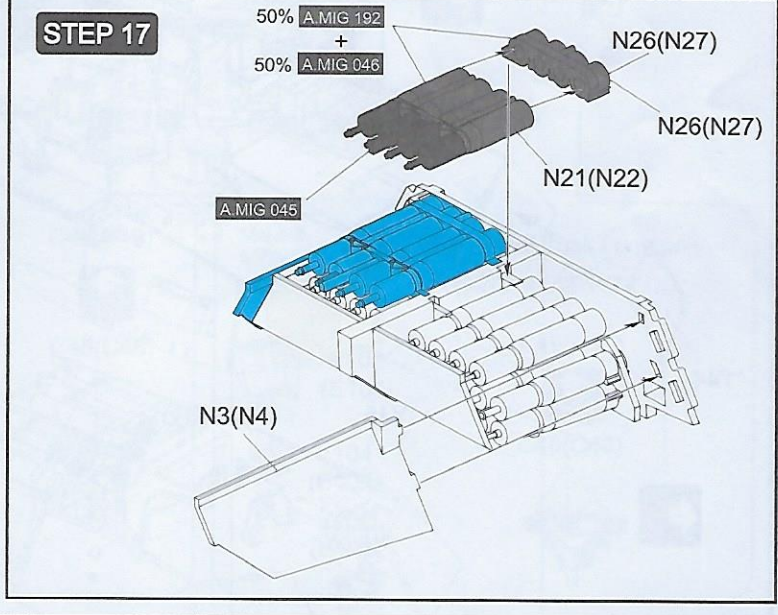 STEP 17
50% A.MIG 192
+
50% A.MIG 046
N26(N27)
N26(N27)
N21(N22)
A.MIG 045
N3(N4)